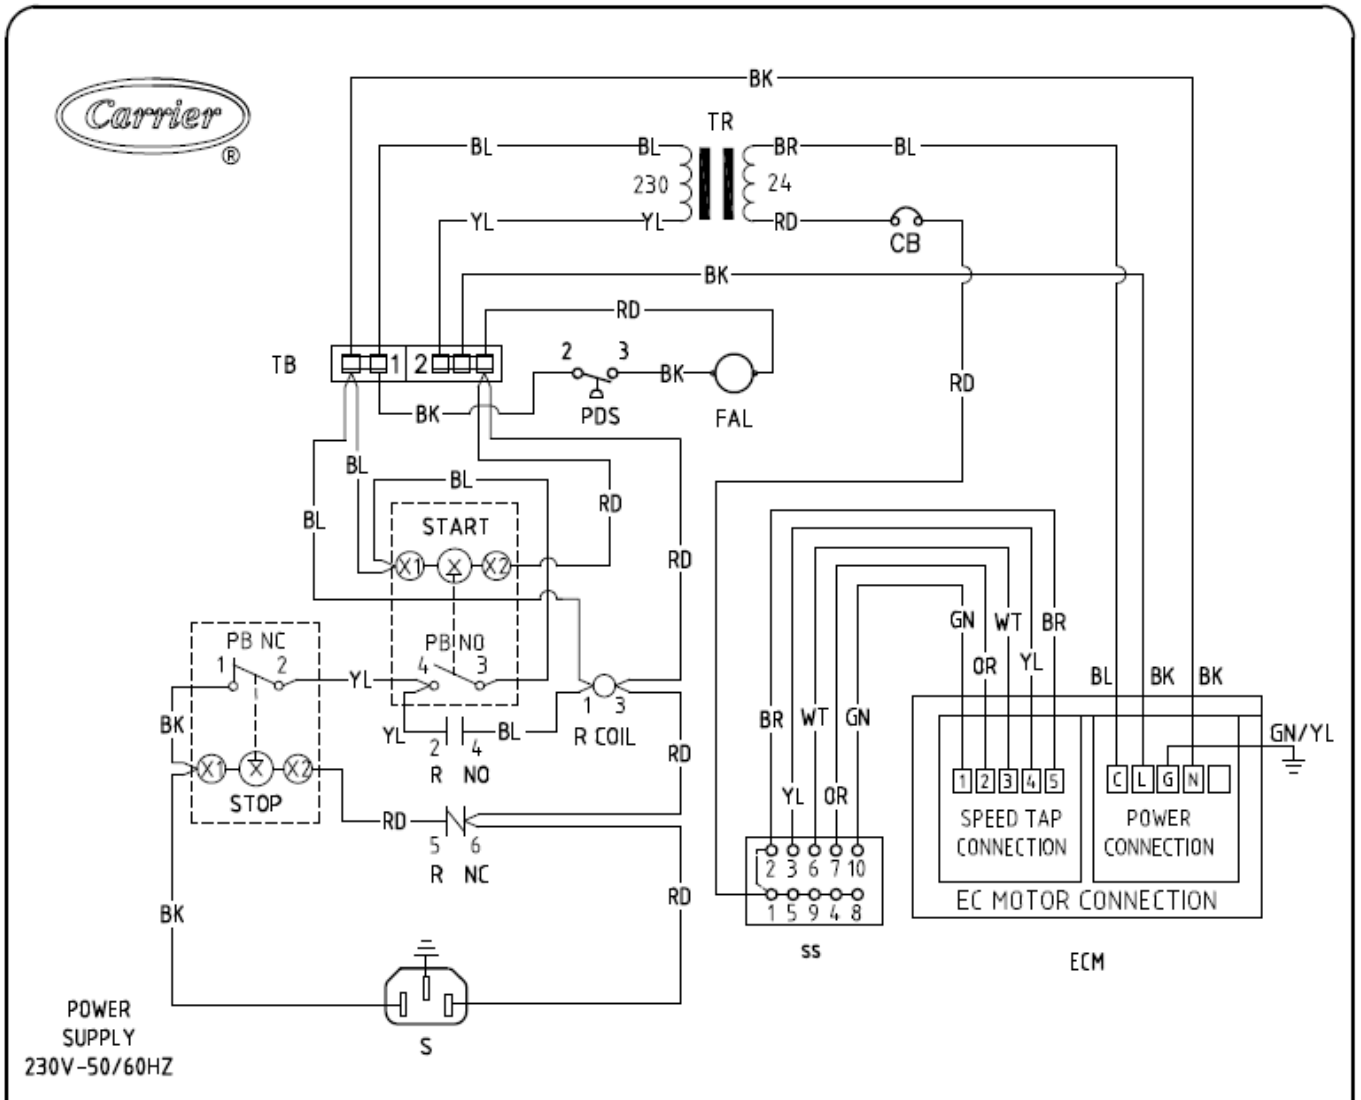 BK
Carrier
®
TR
BL BL BR BL
230 24
YL YL RD
CB
BK
RD
TB 1 2
2 3
BK
RD
BK PDS FAL
BL BL
RD
START
BL
X1 X X2
RD
GN WT BR
PB NC
PB NO
1 2
YL
4 3
OR YL
BL BK BK
BR WT GN
BK
YL BL
1 3
R COIL
GN/YL
2 4
R NO
RD
X1 X X2
STOP
1 2 3 4 5
C L G N
YL OR
RD
SPEED TAP
CONNECTION
POWER
CONNECTION
5 6
R NC
2 3 6 7 10
RD
EC MOTOR CONNECTION
BK
1 5 9 4 8
SS
ECM
POWER
SUPPLY
230V-50/60HZ
S